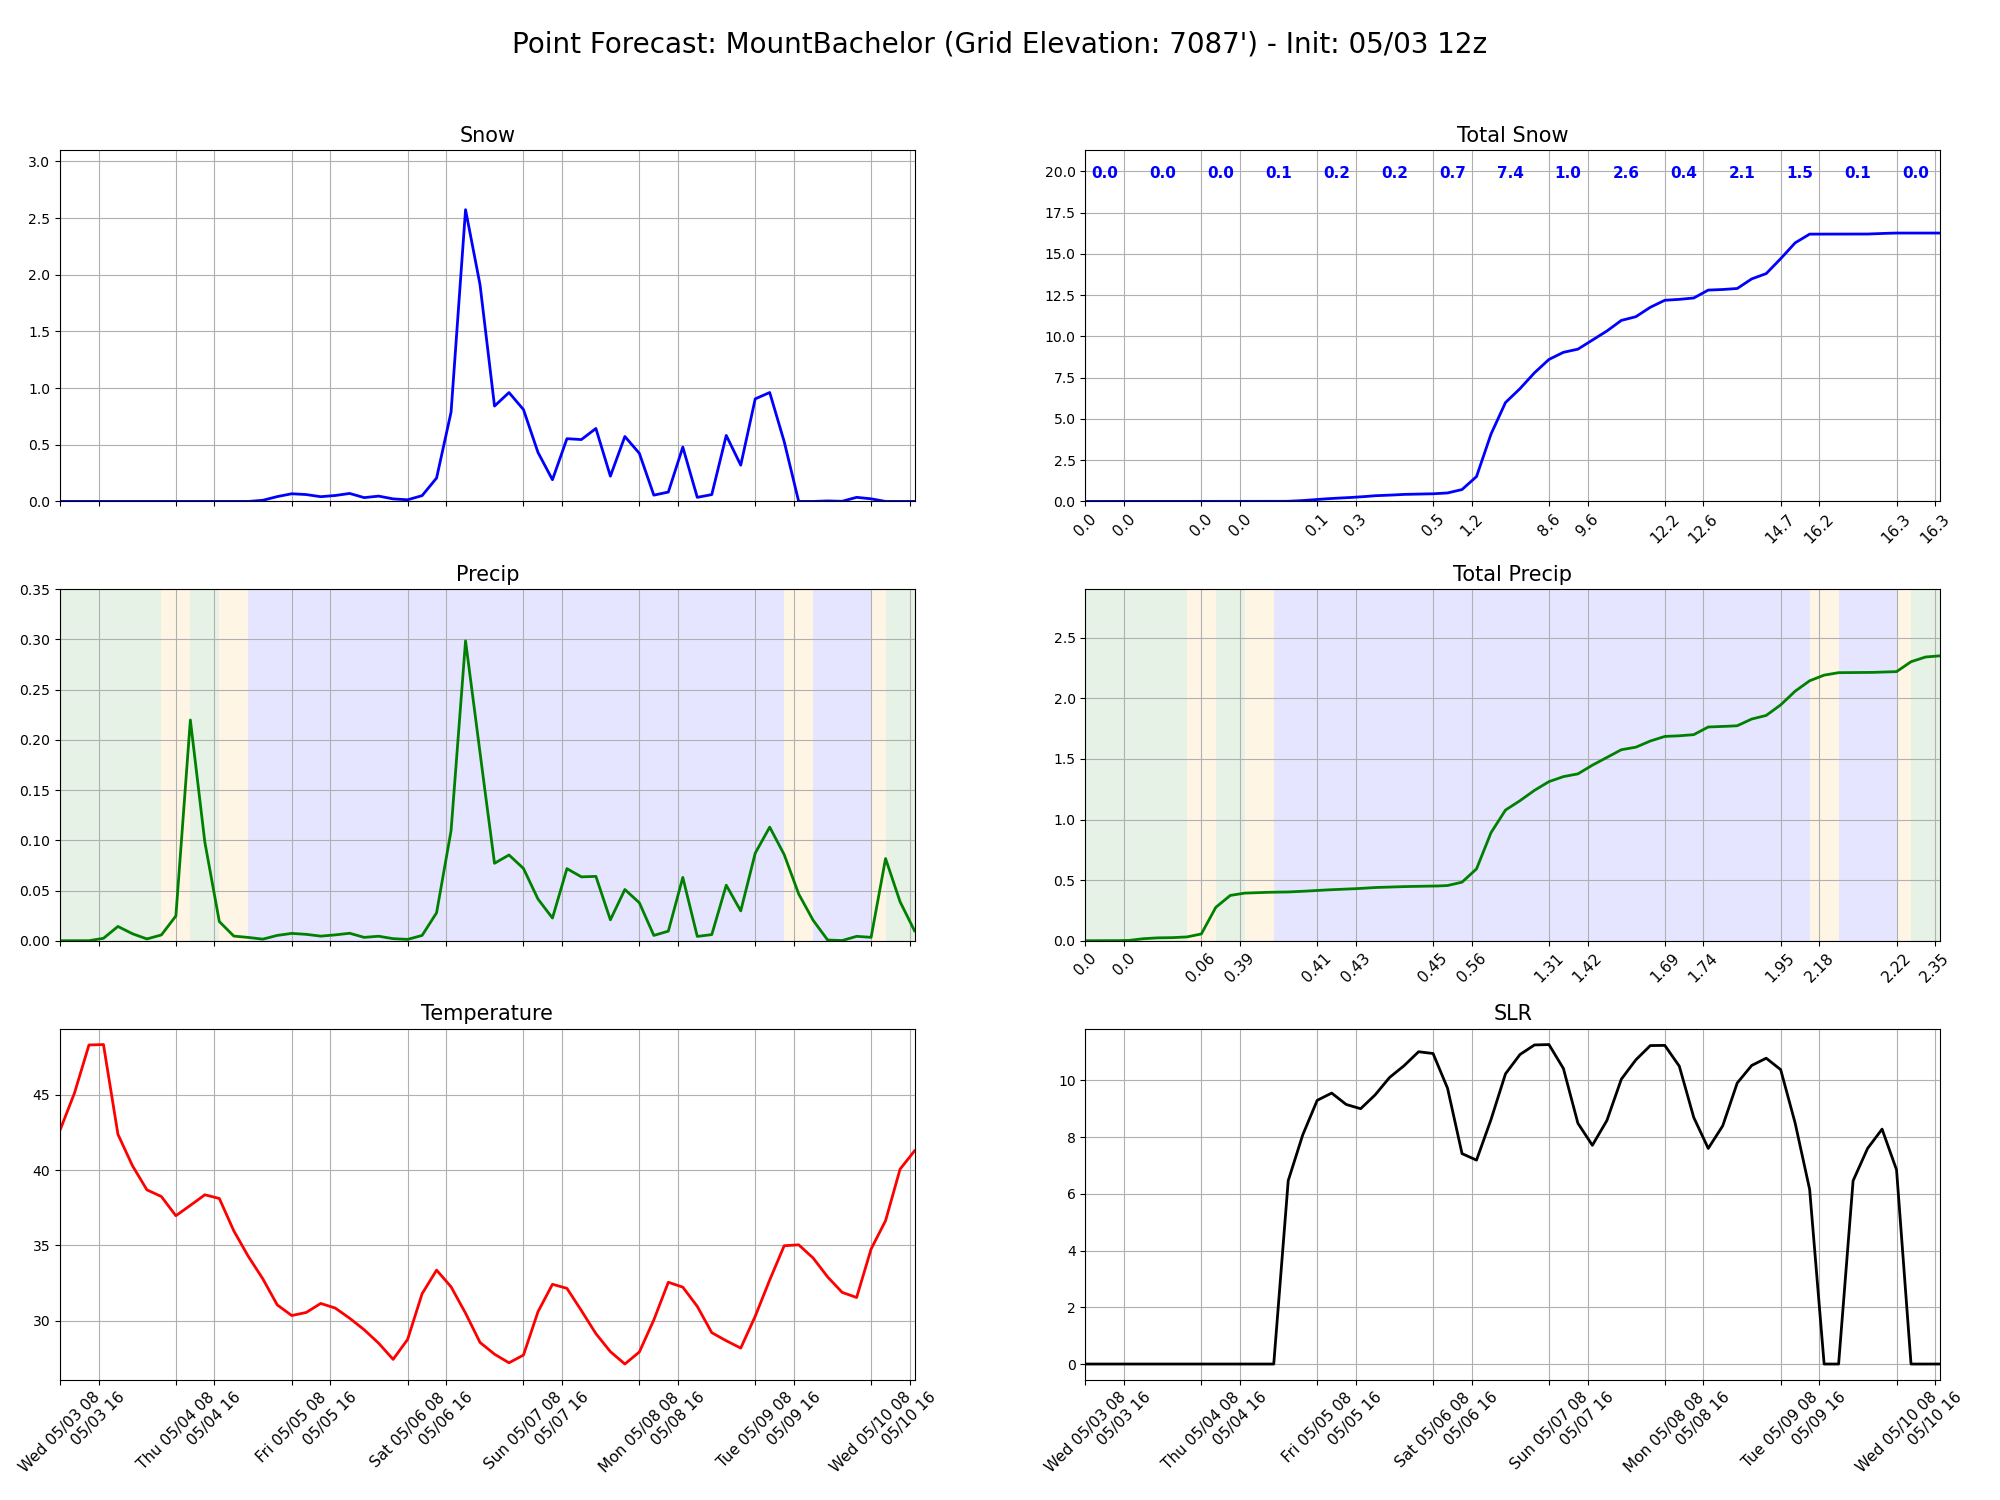 Point Forecast: MountBachelor (Grid Elevation: 7087') - Init: 05/03 12z
Snow
3.0
2.5
2.0
1.5
1.0
0.5
0.0
Total Snow
20.0
17.5
15.0
12.5
10.0
7.5
5.0
2.5
0.0
0.0 0.0 0.0 0.1 0.2 0.2 0.7 7.4 1.0 2.6 0.4 2.1 1.5 0.1 0.0
0.0 0.0 0.0 0.0 0.1 0.3 0.5 1.2 8.6 9.6 12.2 12.6 14.7 16.2 16.3 16.3
Precip
0.35
0.30
0.25
0.20
0.15
0.10
0.05
0.00
Total Precip
2.5
2.0
1.5
1.0
0.5
0.0
0.0 0.0 0.06 0.39 0.41 0.43 0.45 0.56 1.31 1.42 1.69 1.74 1.95 2.18 2.22 2.35
Temperature
45
40
35
30
Wed 05/03 08
05/03 16
Thu 05/04 08
05/04 16
Fri 05/05 08
05/05 16
Sat 05/06 08
05/06 16
Sun 05/07 08
05/07 16
Mon 05/08 08
05/08 16
Tue 05/09 08
05/09 16
Wed 05/10 08
05/10 16
SLR
10
8
6
4
2
0
Wed 05/03 08
05/03 16
Thu 05/04 08
05/04 16
Fri 05/05 08
05/05 16
Sat 05/06 08
05/06 16
Sun 05/07 08
05/07 16
Mon 05/08 08
05/08 16
Tue 05/09 08
05/09 16
Wed 05/10 08
05/10 16